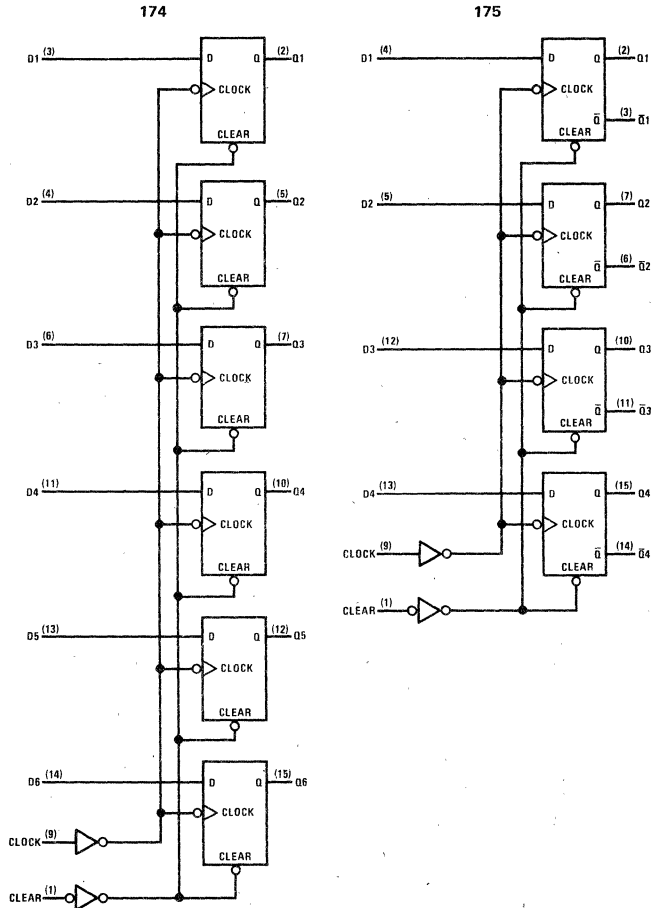 174
D1 (3) D Q (2) Q1
CLOCK
CLEAR
D2 (4) D Q (5) Q2
CLOCK
CLEAR
D3 (6) D Q (7) Q3
CLOCK
CLEAR
D4 (11) D Q (10) Q4
CLOCK
CLEAR
D5 (13) D Q (12) Q5
CLOCK
CLEAR
D6 (14) D Q (15) Q6
CLOCK
CLOCK (9)
CLEAR
CLEAR (1)
175
D1 (4) D Q (2) Q1
CLOCK
Q̅ (3) Q̅1
CLEAR
D2 (5) D Q (7) Q2
CLOCK
Q̅ (6) Q̅2
CLEAR
D3 (12) D Q (10) Q3
CLOCK
Q̅ (11) Q̅3
CLEAR
D4 (13) D Q (15) Q4
CLOCK
CLOCK (9) Q̅ (14) Q̅4
CLEAR
CLEAR (1)